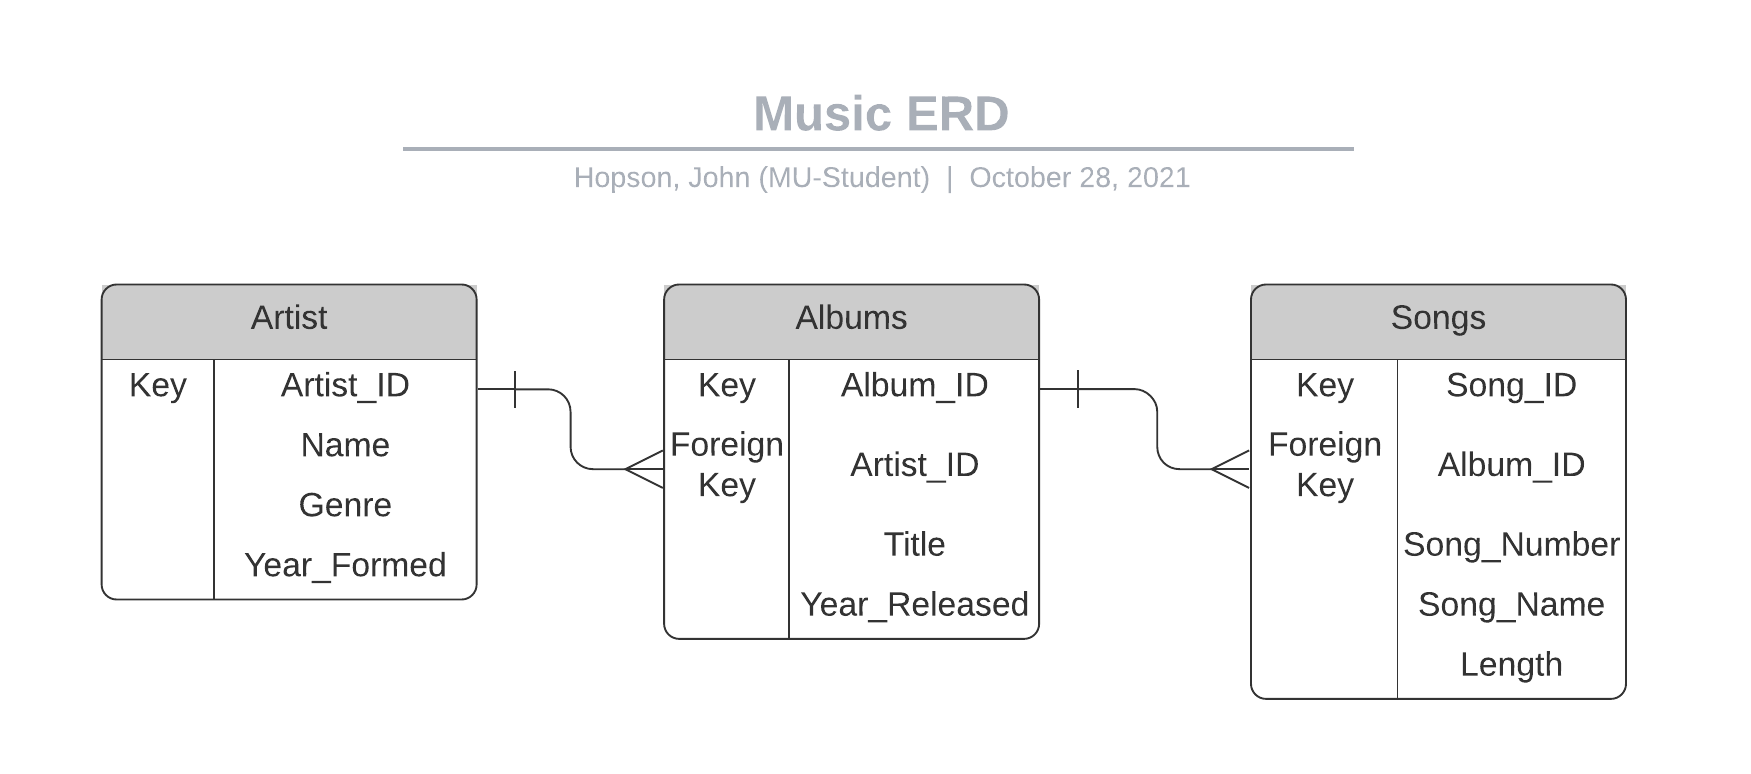 Music ERD
Hopson, John (MU-Student) | October 28, 2021
Artist
Key Artist_ID
Name
Genre
Year_Formed
Albums
Key Album_ID
Foreign
Key
Artist_ID
Title
Year_Released
Songs
Key Song_ID
Foreign
Key
Album_ID
Song_Number
Song_Name
Length